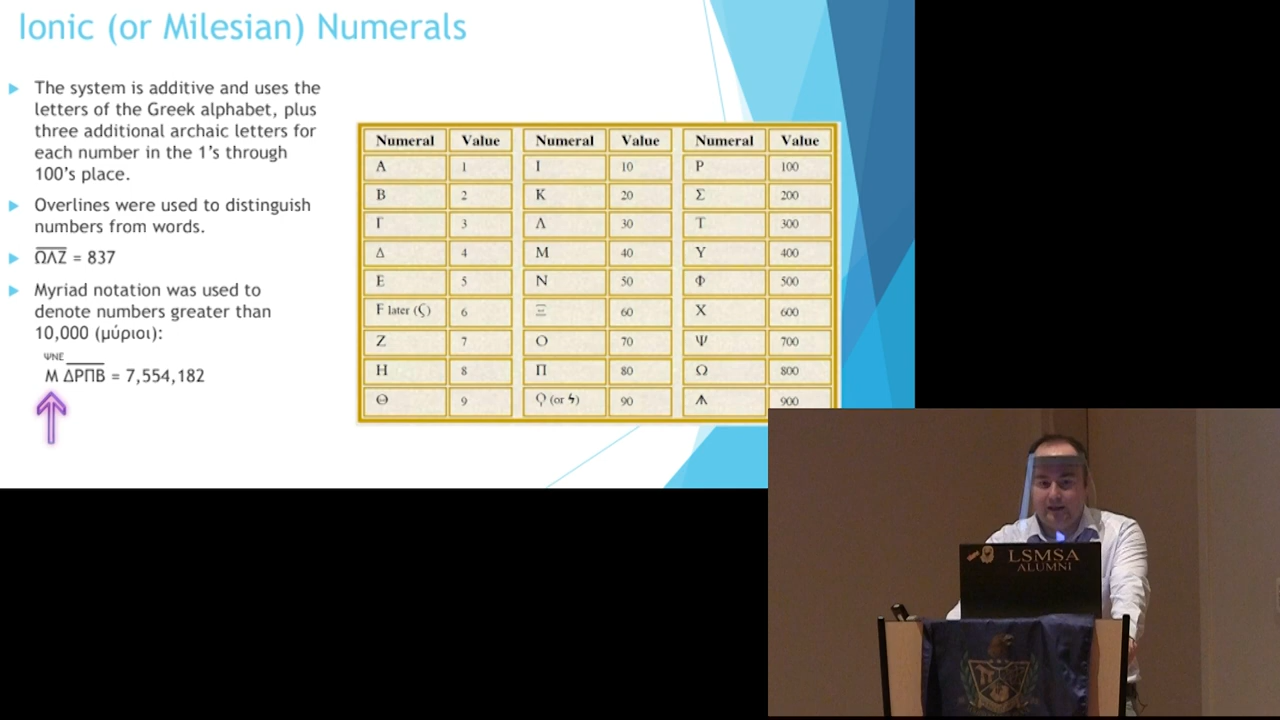 Ionic (or Milesian) Numerals
The system is additive and uses the
letters of the Greek alphabet, plus
three additional archaic letters for
each number in the 1's through
100's place.
Overlines were used to distinguish
numbers from words.
Ω̅Λ̅Ζ̅ = 837
Myriad notation was used to
denote numbers greater than
10,000 (μύριοι):
ΨΝΕ
Μ Δ̅Ρ̅Π̅Β̅ = 7,554,182
Numeral Value Numeral Value Numeral Value
Α 1 Ι 10 Ρ 100
Β 2 Κ 20 Σ 200
Γ 3 Λ 30 Τ 300
Δ 4 Μ 40 Υ 400
Ε 5 Ν 50 Φ 500
F later (ϛ) 6 Ξ 60 Χ 600
Ζ 7 Ο 70 Ψ 700
Η 8 Π 80 Ω 800
Θ 9 Ϙ (or ϟ) 90 ⩚ 900
LSMSA
ALUMNI